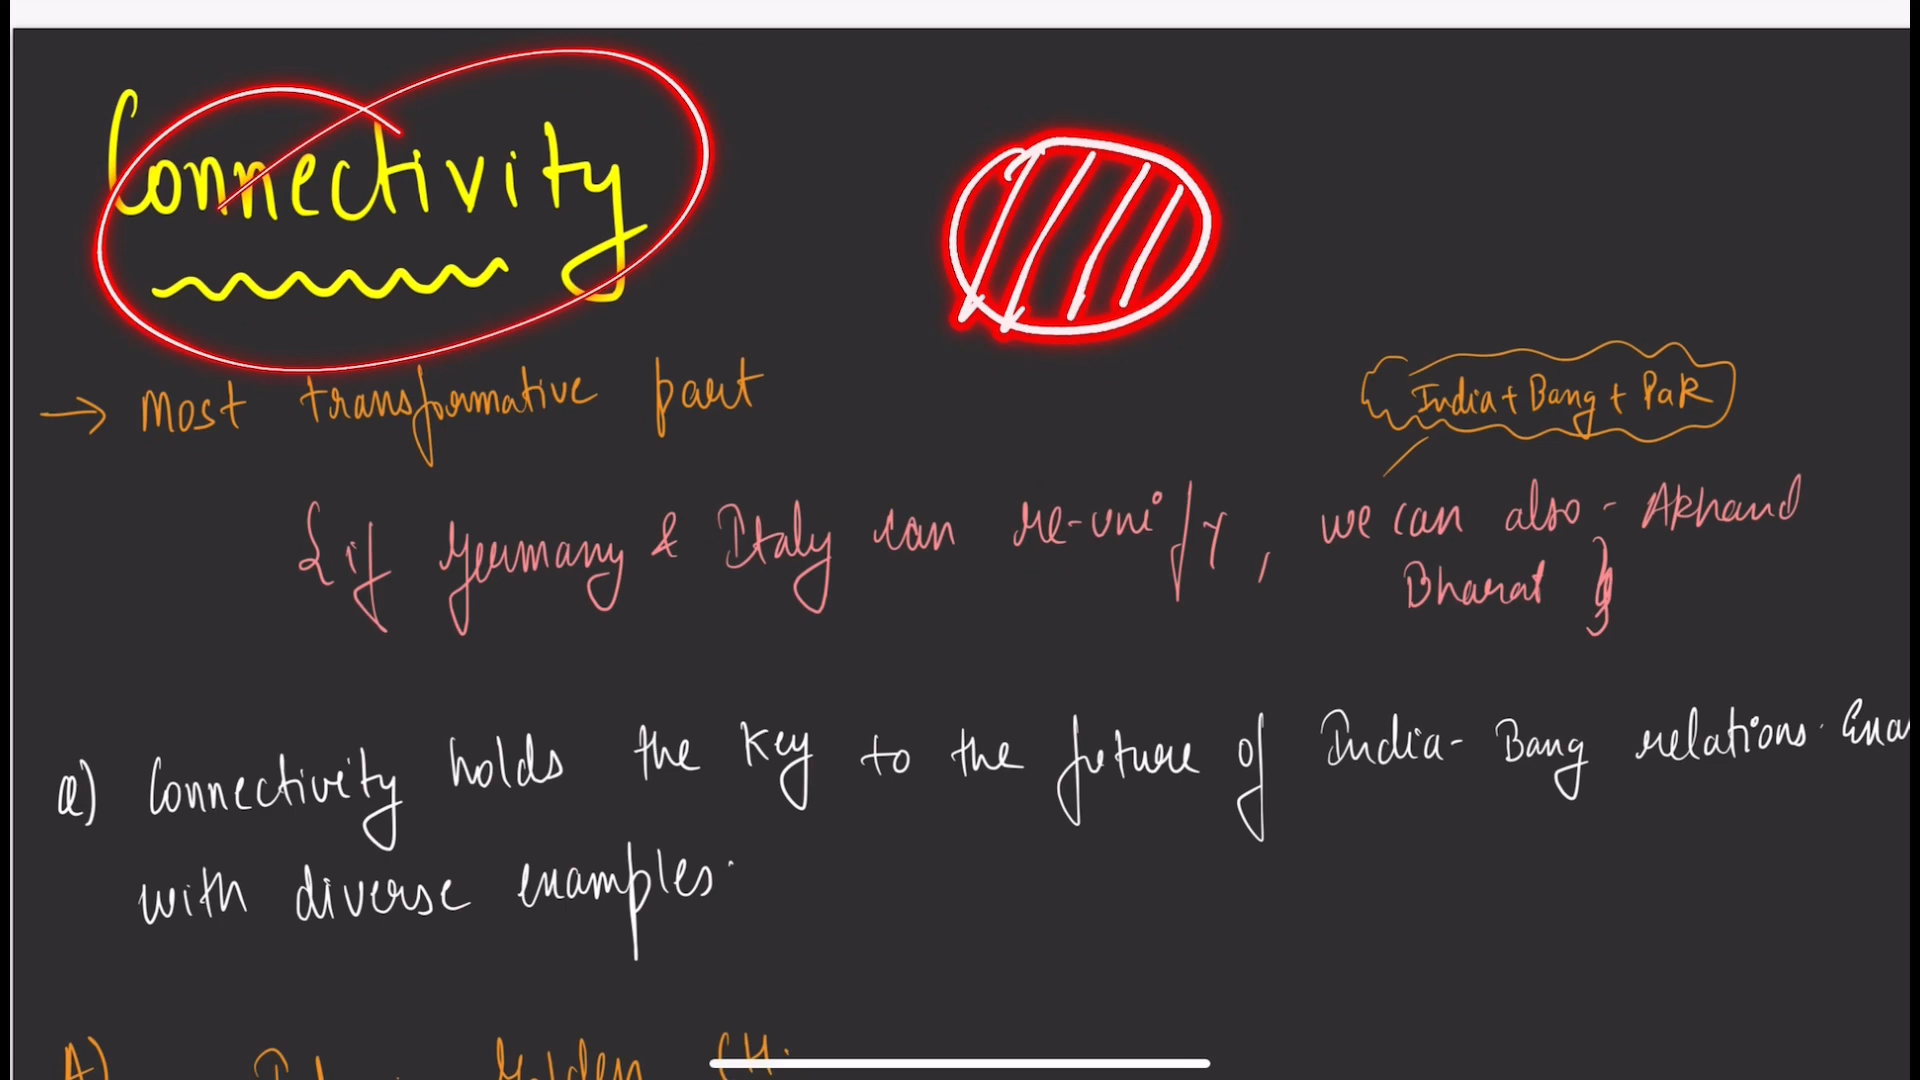 Connectivity
→ Most transformative part
India + Bang + Pak
{if Germany & Italy can re-unify, we can also - Akhand
Bharat}
Q) Connectivity holds the key to the future of India - Bang relations. Exa
with diverse examples.
A) Golden